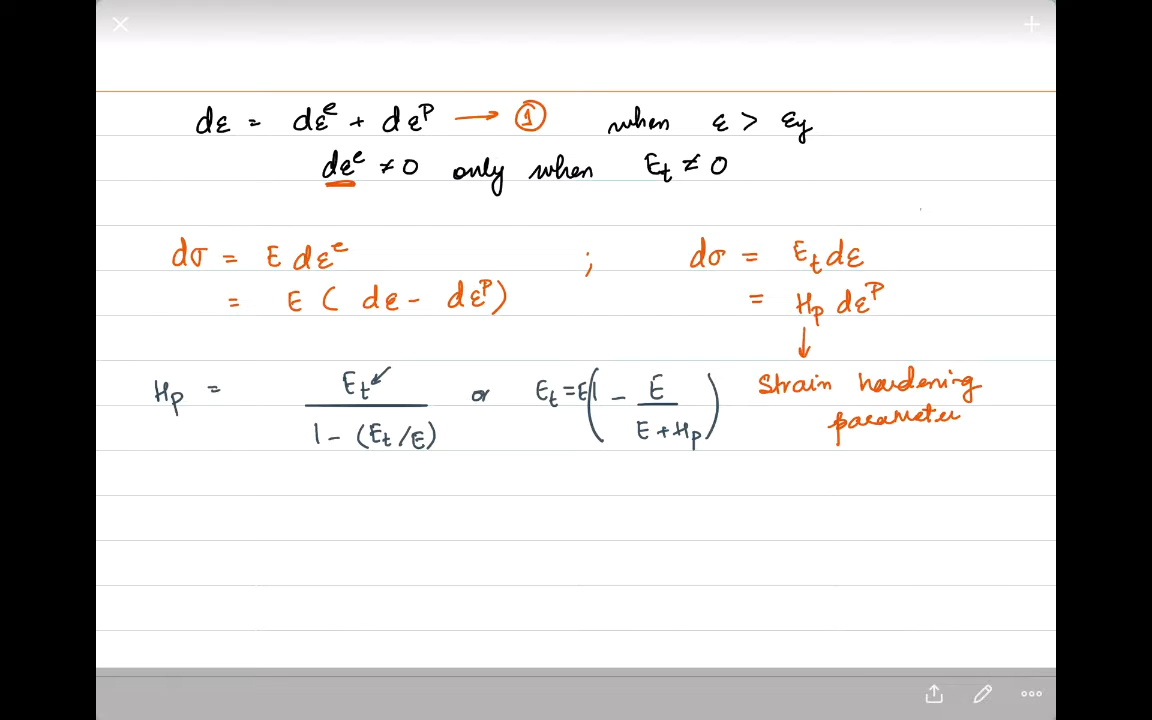 dε = dε^e + dε^p → ① when ε > εy
dε^e ≠ 0 only when Et ≠ 0
dσ = E dε^e ; dσ = Et dε
= E ( dε - dε^p ) = Hp dε^p
↓
Hp = Et / (1 - (Et/E)) or Et = E(1 - E/(E + Hp)) Strain hardening
parameter